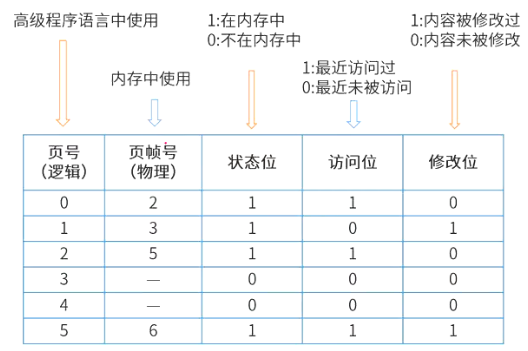 高级程序语言中使用
1:在内存中
0:不在内存中
1:内容被修改过
0:内容未被修改
内存中使用
1:最近访问过
0:最近未被访问
页号
（逻辑）
页帧号
（物理）
状态位
访问位
修改位
0 2 1 1 0
1 3 1 0 1
2 5 1 1 0
3 — 0 0 0
4 — 0 0 0
5 6 1 1 1